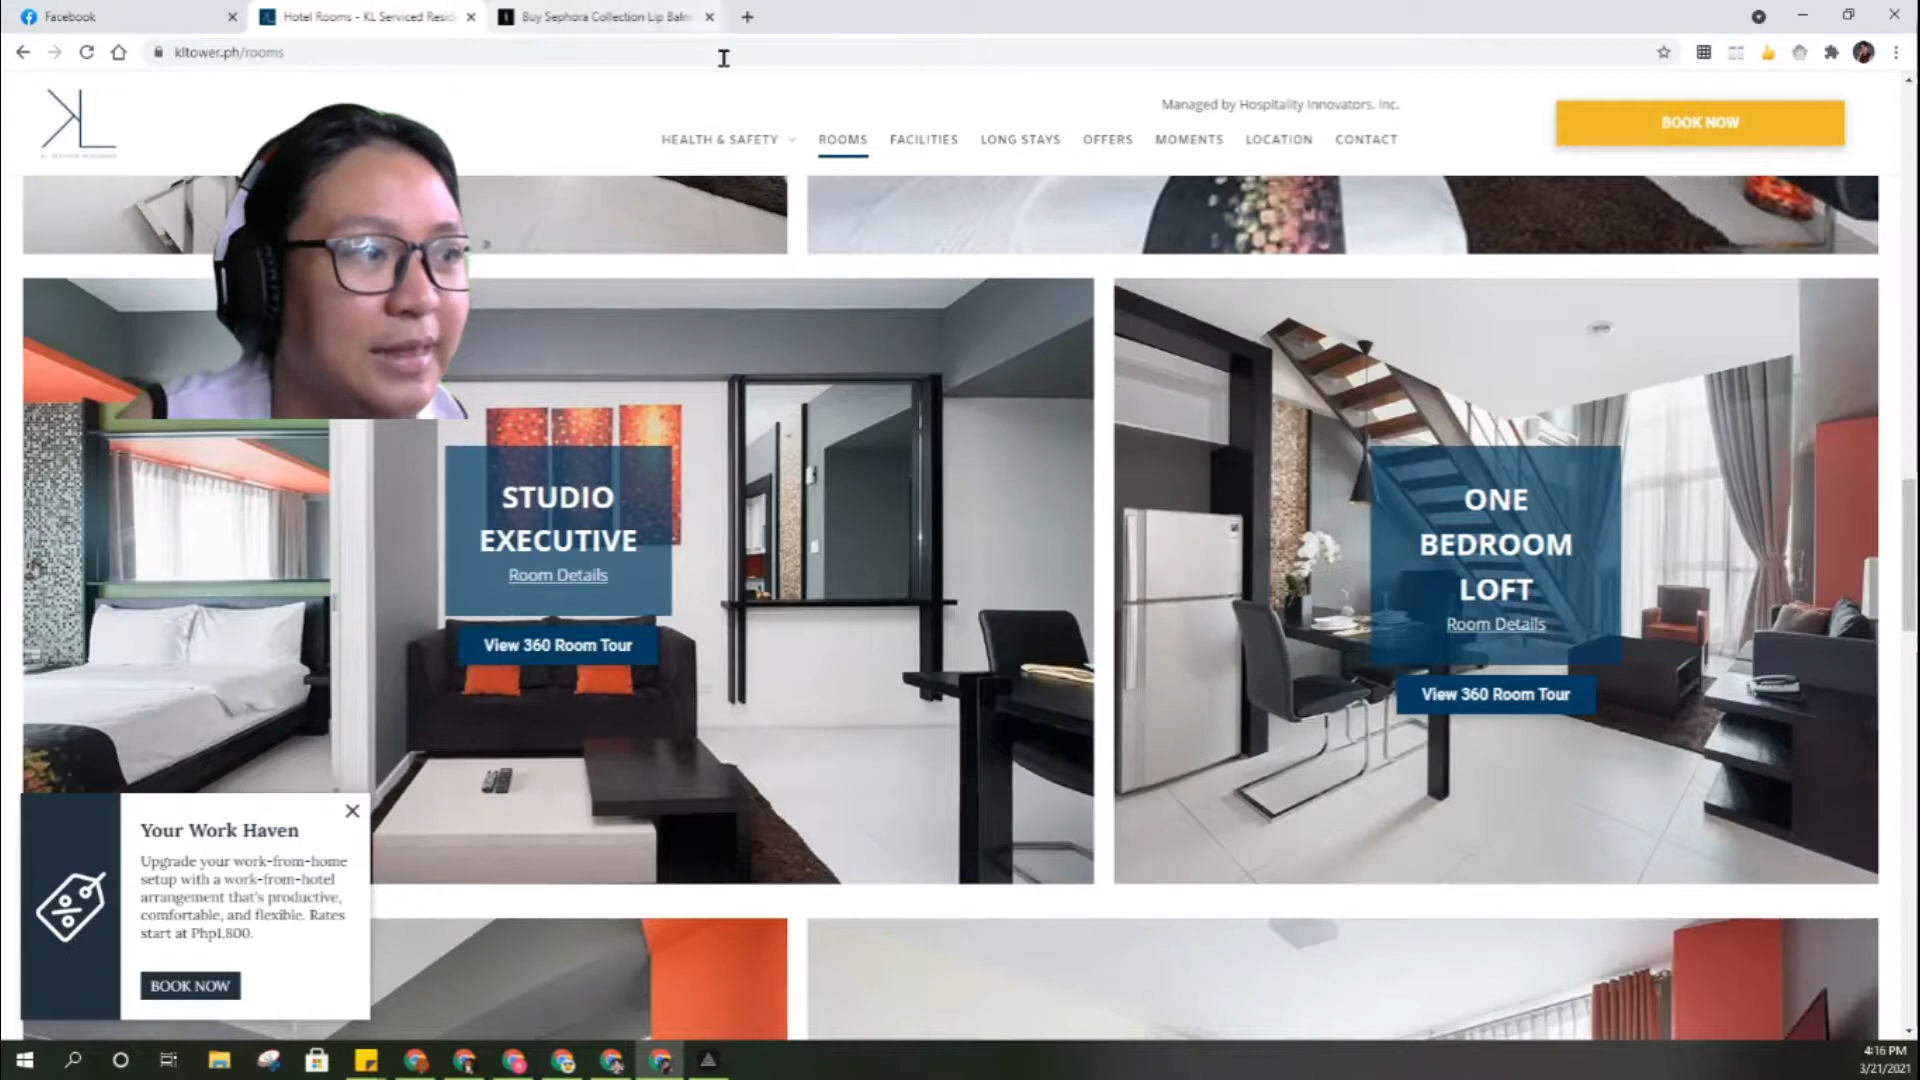 Facebook
Hotel Rooms - KL Serviced Resid
Buy Sephora Collection Lip Balm
kltower.ph/rooms
Managed by Hospitality Innovators, Inc.
BOOK NOW
KL
HEALTH & SAFETY ROOMS FACILITIES LONG STAYS OFFERS MOMENTS LOCATION CONTACT
STUDIO
EXECUTIVE
Room Details
View 360 Room Tour
ONE
BEDROOM
LOFT
Room Details
View 360 Room Tour
Your Work Haven
Upgrade your work-from-home
setup with a work-from-hotel
arrangement that's productive,
comfortable, and flexible. Rates
start at Php1,800.
BOOK NOW
4:16 PM
3/21/2021